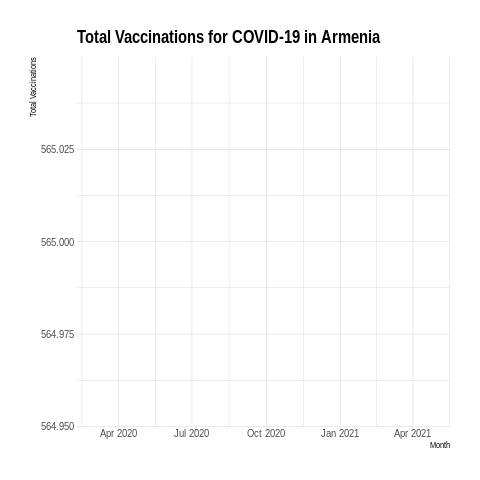 Total Vaccinations for COVID-19 in Armenia
Total Vaccinations
565.025
565.000
564.975
564.950
Apr 2020 Jul 2020 Oct 2020 Jan 2021 Apr 2021
Month